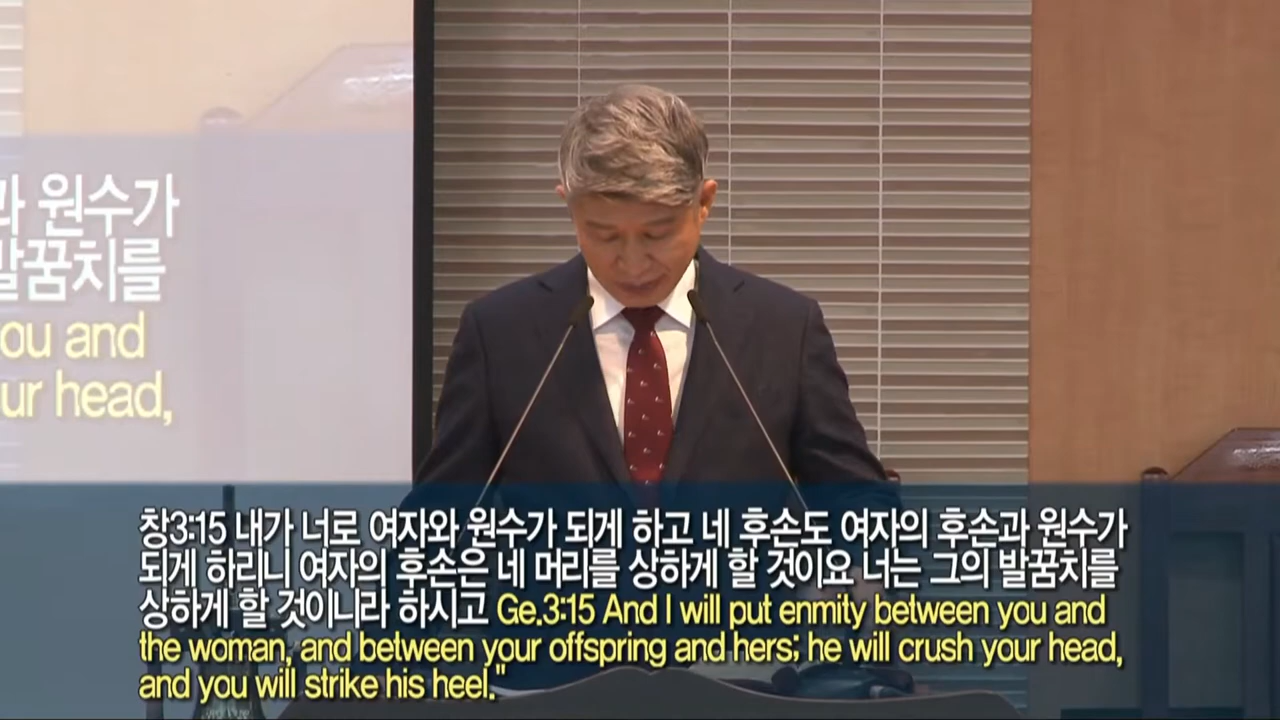 과 원수가
발꿈치를
ou and
ur head,
창3:15 내가 너로 여자와 원수가 되게 하고 네 후손도 여자의 후손과 원수가
되게 하리니 여자의 후손은 네 머리를 상하게 할 것이요 너는 그의 발꿈치를
상하게 할 것이니라 하시고 Ge.3:15 And I will put enmity between you and
the woman, and between your offspring and hers; he will crush your head,
and you will strike his heel."